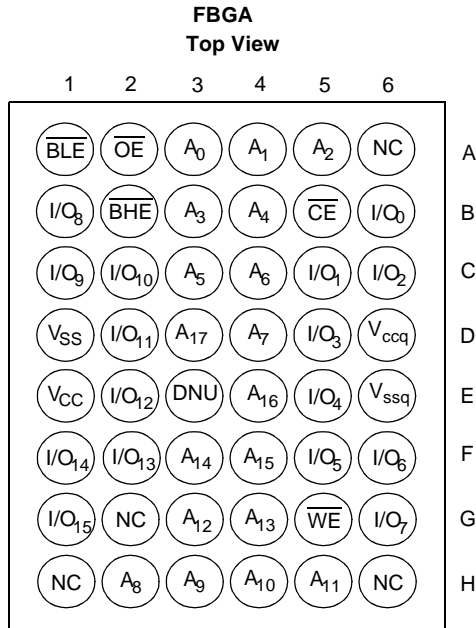 FBGA
Top View
1 2 3 4 5 6
BLE OE A0 A1 A2 NC A
I/O8 BHE A3 A4 CE I/O0 B
I/O9 I/O10 A5 A6 I/O1 I/O2 C
VSS I/O11 A17 A7 I/O3 Vccq D
VCC I/O12 DNU A16 I/O4 Vssq E
I/O14 I/O13 A14 A15 I/O5 I/O6 F
I/O15 NC A12 A13 WE I/O7 G
NC A8 A9 A10 A11 NC H